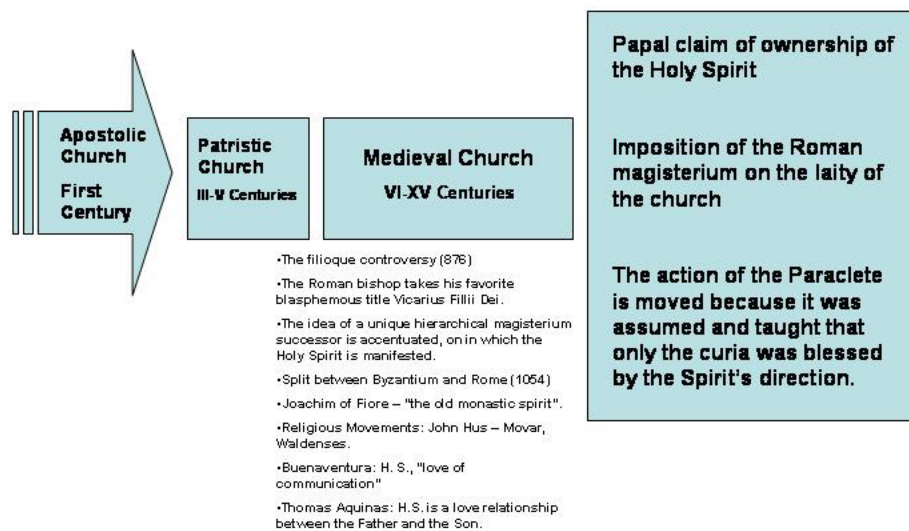 Apostolic
Church
First
Century
Patristic
Church
III-V Centuries
Medieval Church
VI-XV Centuries
•The filioque controversy (876)
•The Roman bishop takes his favorite
blasphemous title Vicarius Fillii Dei.
•The idea of a unique hierarchical magisterium
successor is accentuated, on in which the
Holy Spirit is manifested.
•Split between Byzantium and Rome (1054)
•Joachim of Fiore – "the old monastic spirit".
•Religious Movements: John Hus – Movar,
Waldenses.
•Buenaventura: H. S., "love of
communication"
•Thomas Aquinas: H.S. is a love relationship
between the Father and the Son.
Papal claim of ownership of
the Holy Spirit
Imposition of the Roman
magisterium on the laity of
the church
The action of the Paraclete
is moved because it was
assumed and taught that
only the curia was blessed
by the Spirit's direction.